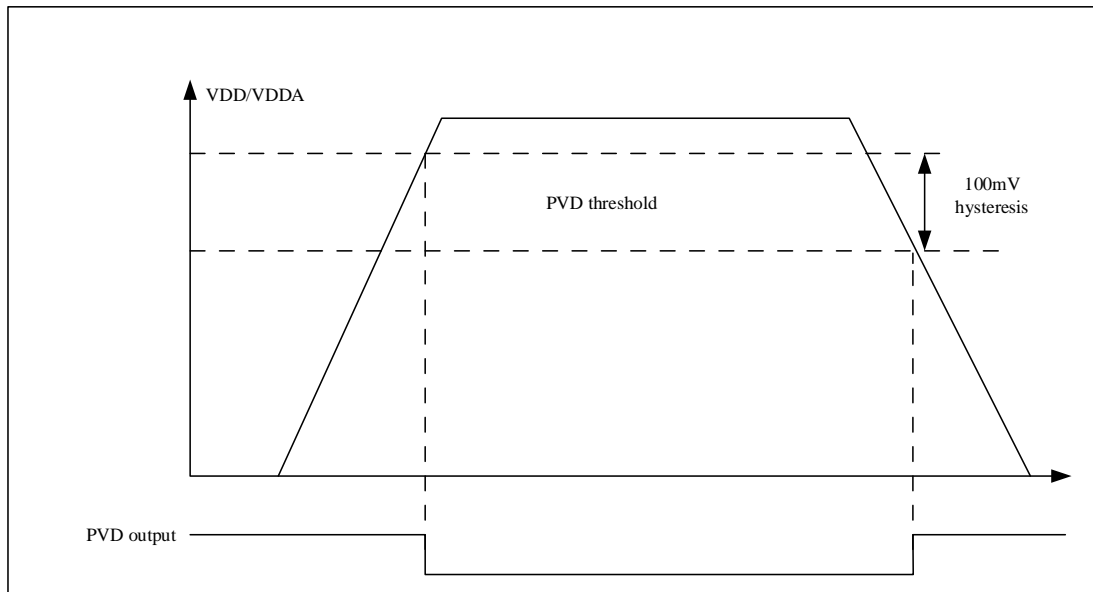 VDD/VDDA
PVD threshold
100mV
hysteresis
PVD output